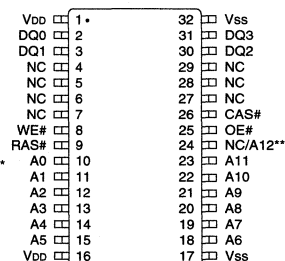 VDD 1 • 32 Vss
DQ0 2 31 DQ3
DQ1 3 30 DQ2
NC 4 29 NC
NC 5 28 NC
NC 6 27 NC
NC 7 26 CAS#
WE# 8 25 OE#
RAS# 9 24 NC/A12**
* A0 10 23 A11
A1 11 22 A10
A2 12 21 A9
A3 13 20 A8
A4 14 19 A7
A5 15 18 A6
VDD 16 17 Vss